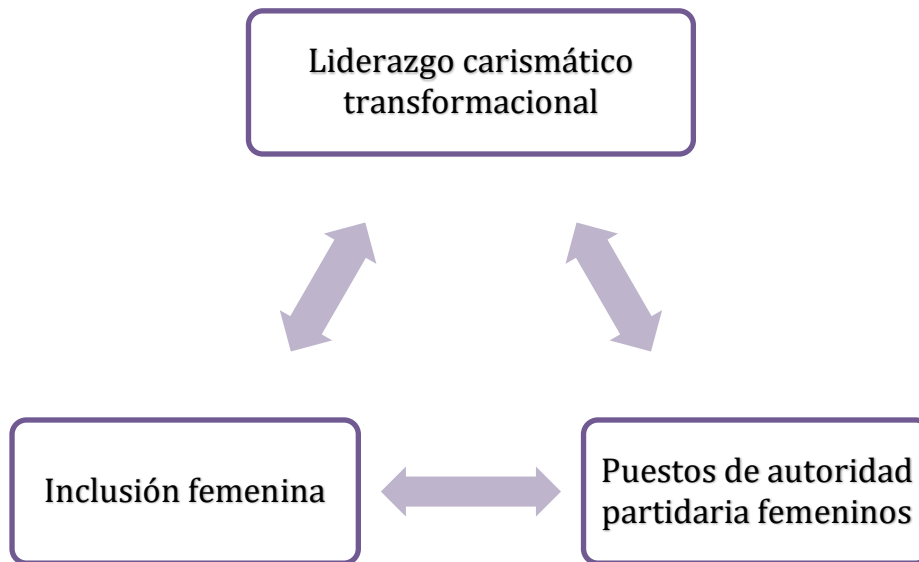 Liderazgo carismático
transformacional
Inclusión femenina
Puestos de autoridad
partidaria femeninos